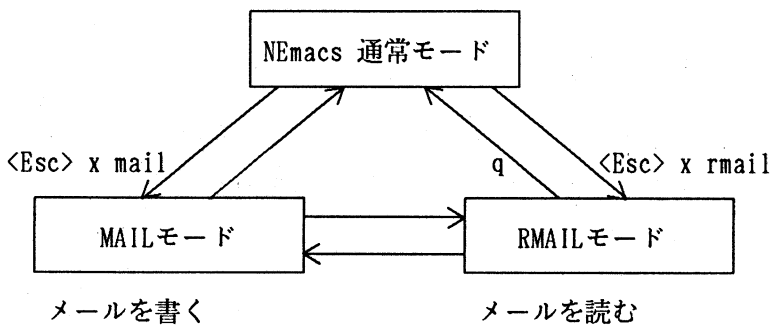 NEmacs 通常モード
<Esc> x mail
q
<Esc> x rmail
MAILモード
RMAILモード
メールを書く
メールを読む